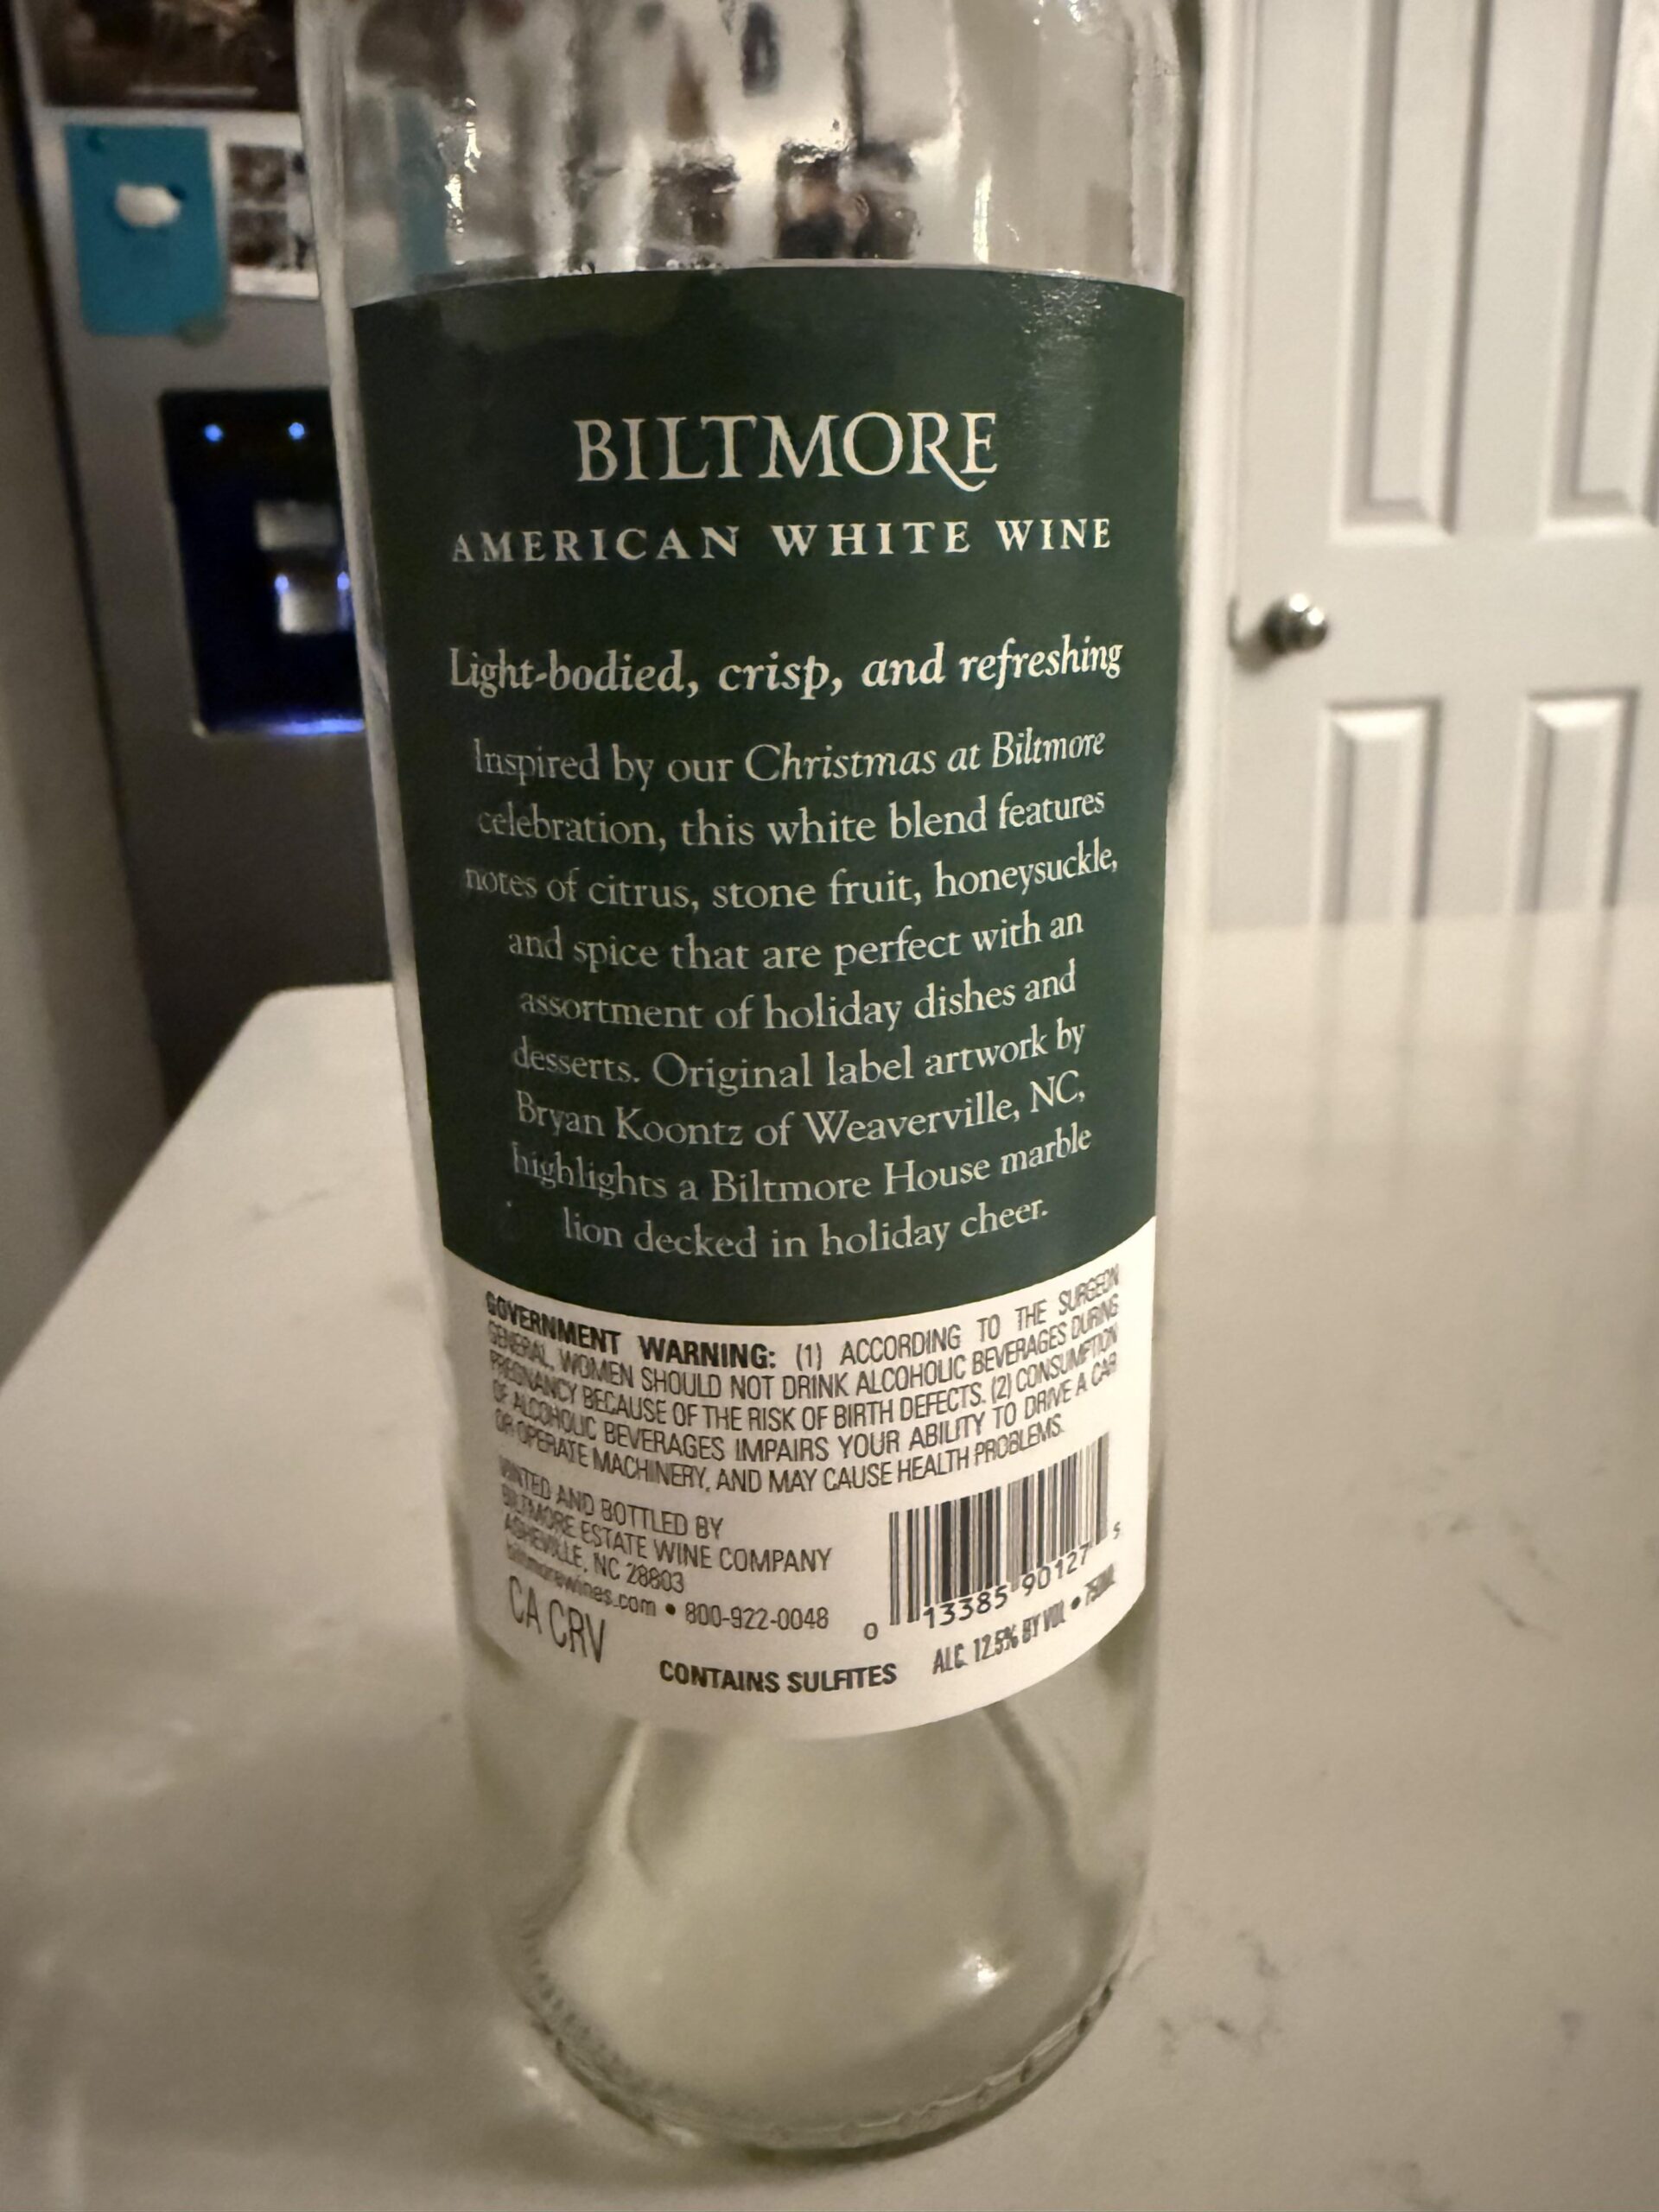 BILTMORE
AMERICAN WHITE WINE
Light-bodied, crisp, and refreshing
Inspired by our Christmas at Biltmore
celebration, this white blend features
notes of citrus, stone fruit, honeysuckle,
and spice that are perfect with an
assortment of holiday dishes and
desserts. Original label artwork by
Bryan Koontz of Weaverville, NC,
highlights a Biltmore House marble
lion decked in holiday cheer.
GOVERNMENT WARNING: (1) ACCORDING TO THE SURGEON
GENERAL, WOMEN SHOULD NOT DRINK ALCOHOLIC BEVERAGES DURING
PREGNANCY BECAUSE OF THE RISK OF BIRTH DEFECTS. (2) CONSUMPTION
OF ALCOHOLIC BEVERAGES IMPAIRS YOUR ABILITY TO DRIVE A CAR
OR OPERATE MACHINERY, AND MAY CAUSE HEALTH PROBLEMS.
VINTED AND BOTTLED BY
BILTMORE ESTATE WINE COMPANY
ASHEVILLE, NC 28803
biltmorewines.com • 800-922-0048
CA CRV
0 13385 90127 5
CONTAINS SULFITES
ALC. 12.5% BY VOL • 750ML